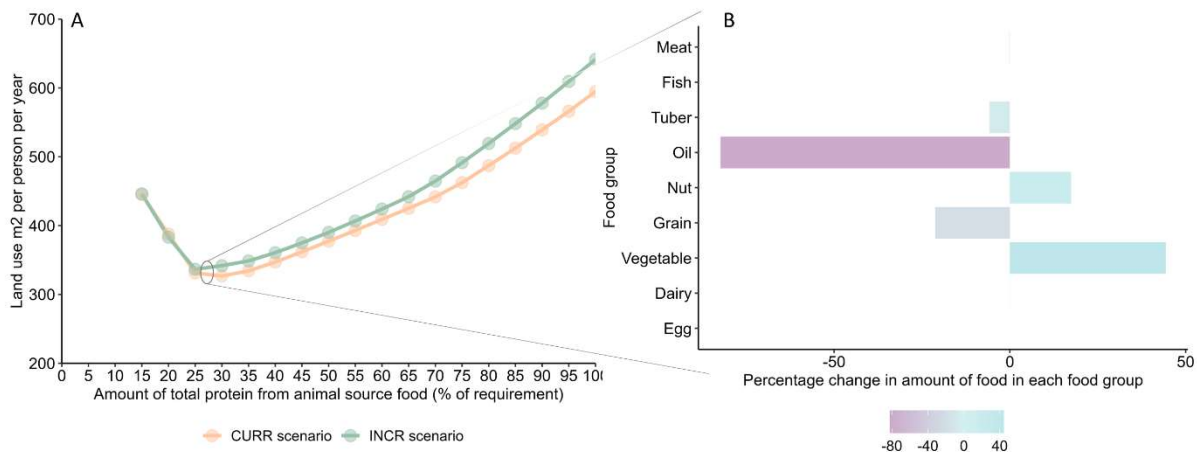 A
700
600
500
400
300
200
Land use m2 per person per year
0 5 10 15 20 25 30 35 40 45 50 55 60 65 70 75 80 85 90 95 100
Amount of total protein from animal source food (% of requirement)
CURR scenario INCR scenario
B
Food group
Meat
Fish
Tuber
Oil
Nut
Grain
Vegetable
Dairy
Egg
-50 0 50
Percentage change in amount of food in each food group
-80 -40 0 40